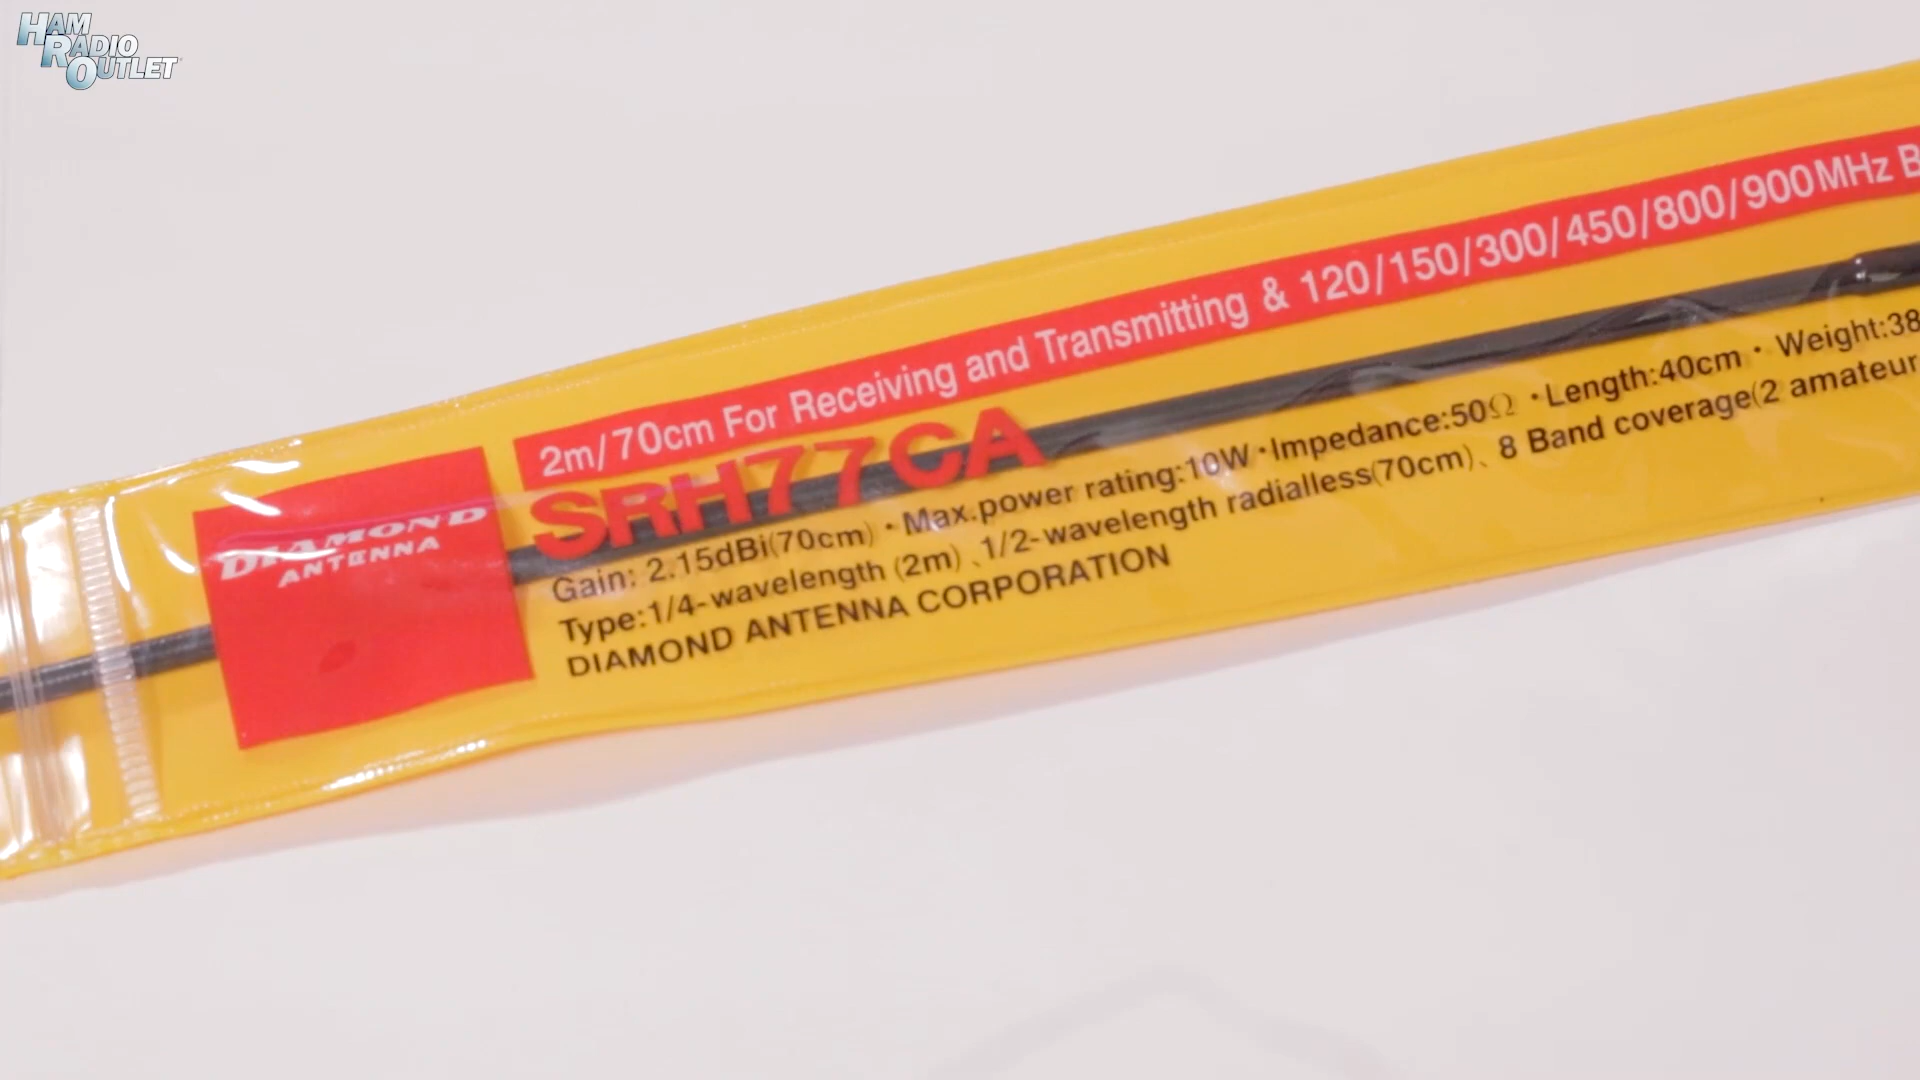 HAM
RADIO
OUTLET
2m/70cm For Receiving and Transmitting & 120/150/300/450/800/900MHz B
SRH77CA
DIAMOND
ANTENNA
Gain: 2.15dBi(70cm) ・Max.power rating:10W・Impedance:50Ω ・Length:40cm ・ Weight:38
Type:1/4-wavelength (2m)、1/2-wavelength radialless(70cm)、8 Band coverage(2 amateur
DIAMOND ANTENNA CORPORATION